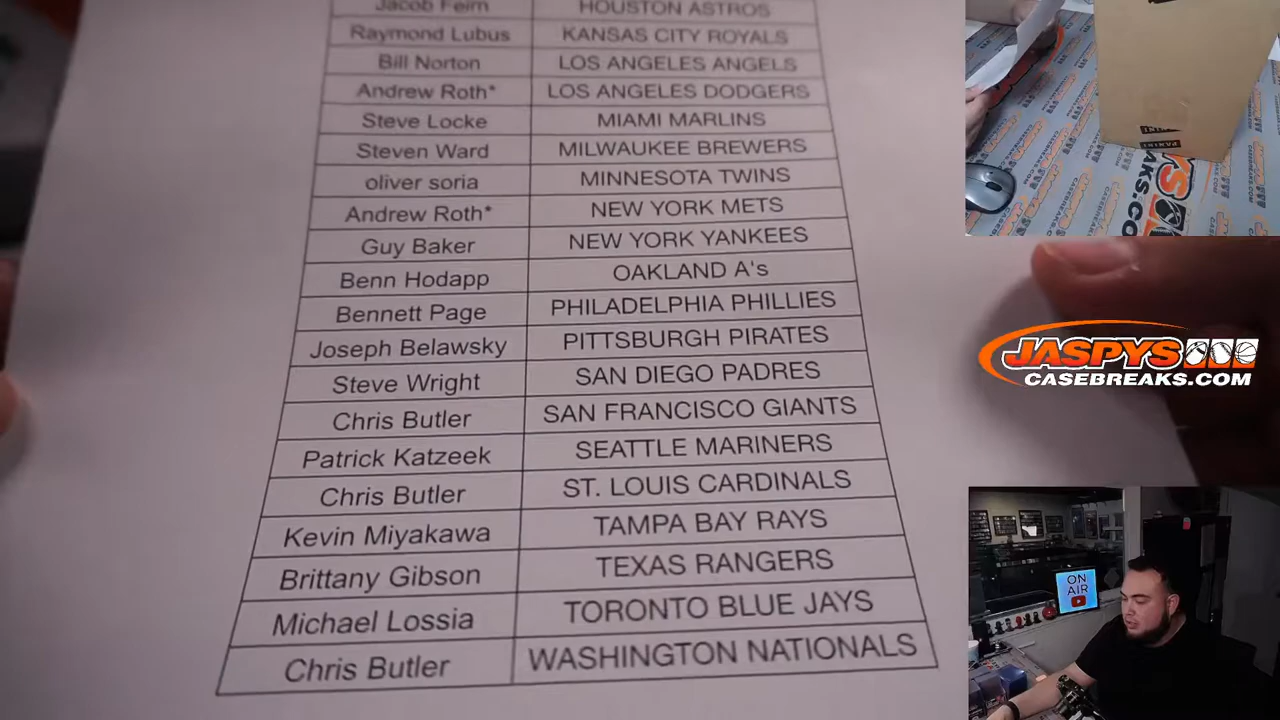 Jacob Feim HOUSTON ASTROS
Raymond Lubus KANSAS CITY ROYALS
Bill Norton LOS ANGELES ANGELS
Andrew Roth* LOS ANGELES DODGERS
Steve Locke MIAMI MARLINS
Steven Ward MILWAUKEE BREWERS
oliver soria MINNESOTA TWINS
Andrew Roth* NEW YORK METS
Guy Baker NEW YORK YANKEES
Benn Hodapp OAKLAND A's
Bennett Page PHILADELPHIA PHILLIES
Joseph Belawsky PITTSBURGH PIRATES
Steve Wright SAN DIEGO PADRES
Chris Butler SAN FRANCISCO GIANTS
Patrick Katzeek SEATTLE MARINERS
Chris Butler ST. LOUIS CARDINALS
Kevin Miyakawa TAMPA BAY RAYS
Brittany Gibson TEXAS RANGERS
Michael Lossia TORONTO BLUE JAYS
Chris Butler WASHINGTON NATIONALS
PANINI
JASPYS
CASEBREAKS.COM
ON
AIR